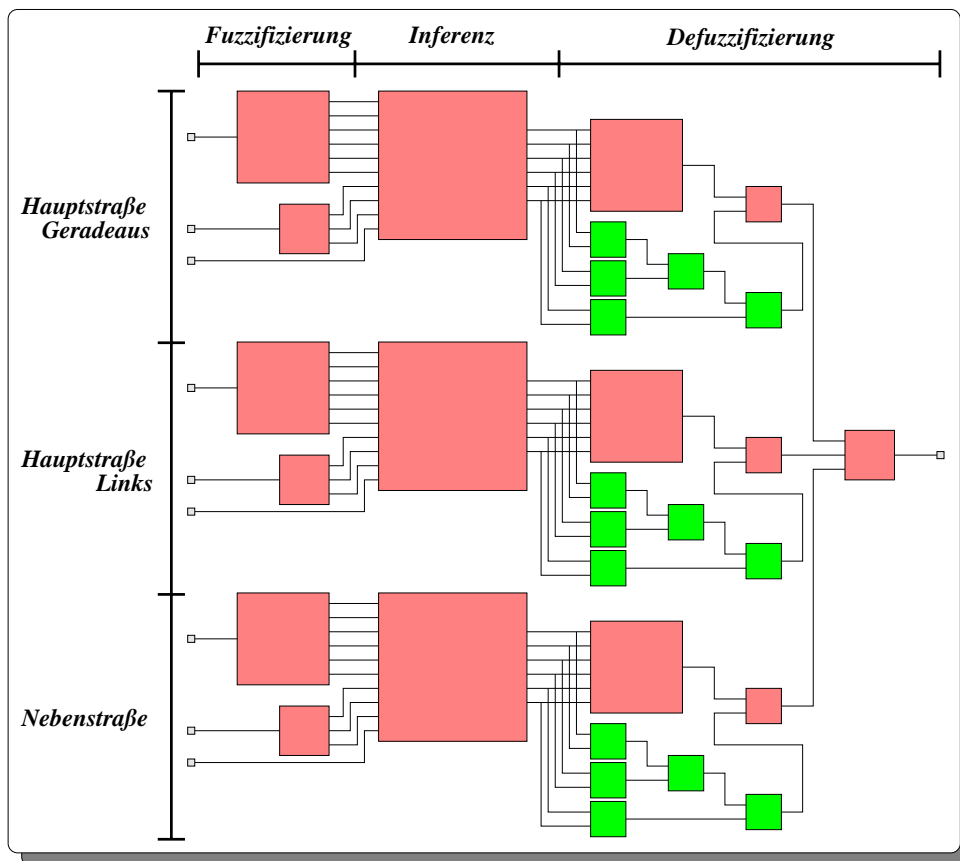 Fuzzifizierung Inferenz Defuzzifizierung
Hauptstraße
Geradeaus
Hauptstraße
Links
Nebenstraße